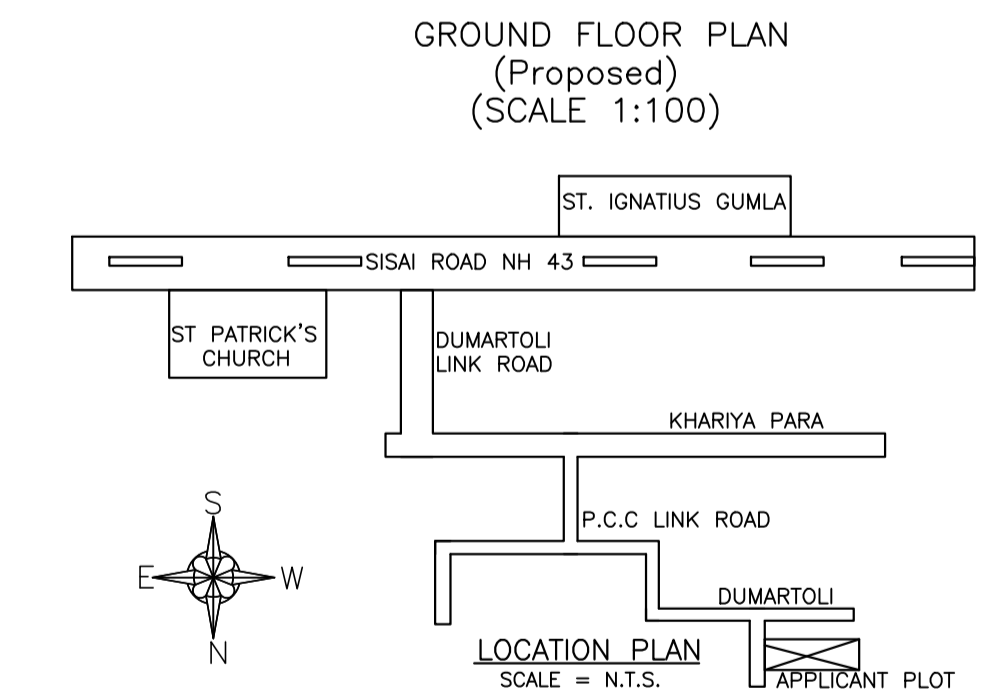 GROUND FLOOR PLAN
(Proposed)
(SCALE 1:100)
ST. IGNATIUS GUMLA
SISAI ROAD NH 43
ST PATRICK'S
CHURCH
DUMARTOLI
LINK ROAD
KHARIYA PARA
P.C.C LINK ROAD
S
E
W
N
DUMARTOLI
LOCATION PLAN
SCALE = N.T.S.
APPLICANT PLOT